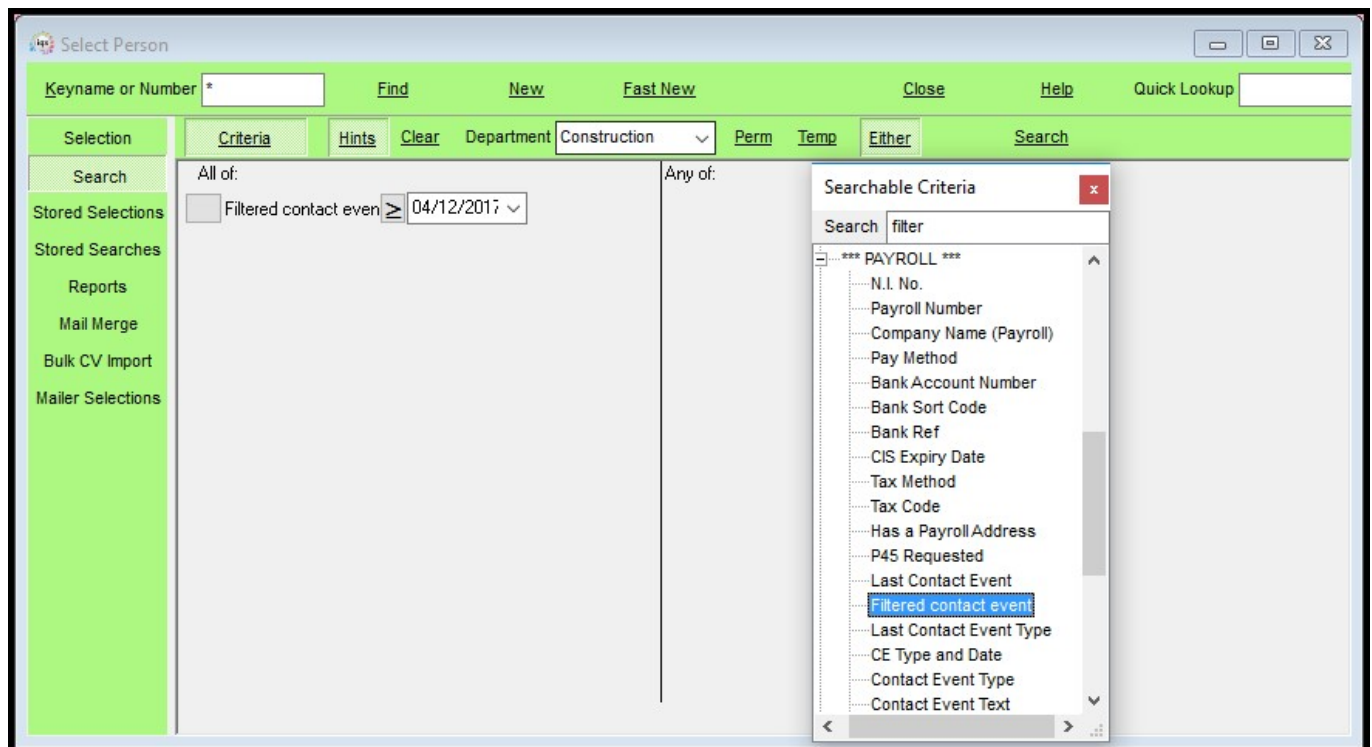 Select Person
Keyname or Number * Find New Fast New Close Help Quick Lookup
Selection Criteria Hints Clear Department Construction Perm Temp Either Search
Search
Stored Selections
Stored Searches
Reports
Mail Merge
Bulk CV Import
Mailer Selections
All of:
Filtered contact even ≥ 04/12/2017
Any of:
Searchable Criteria x
Search filter
*** PAYROLL ***
N.I. No.
Payroll Number
Company Name (Payroll)
Pay Method
Bank Account Number
Bank Sort Code
Bank Ref
CIS Expiry Date
Tax Method
Tax Code
Has a Payroll Address
P45 Requested
Last Contact Event
Filtered contact event
Last Contact Event Type
CE Type and Date
Contact Event Type
Contact Event Text